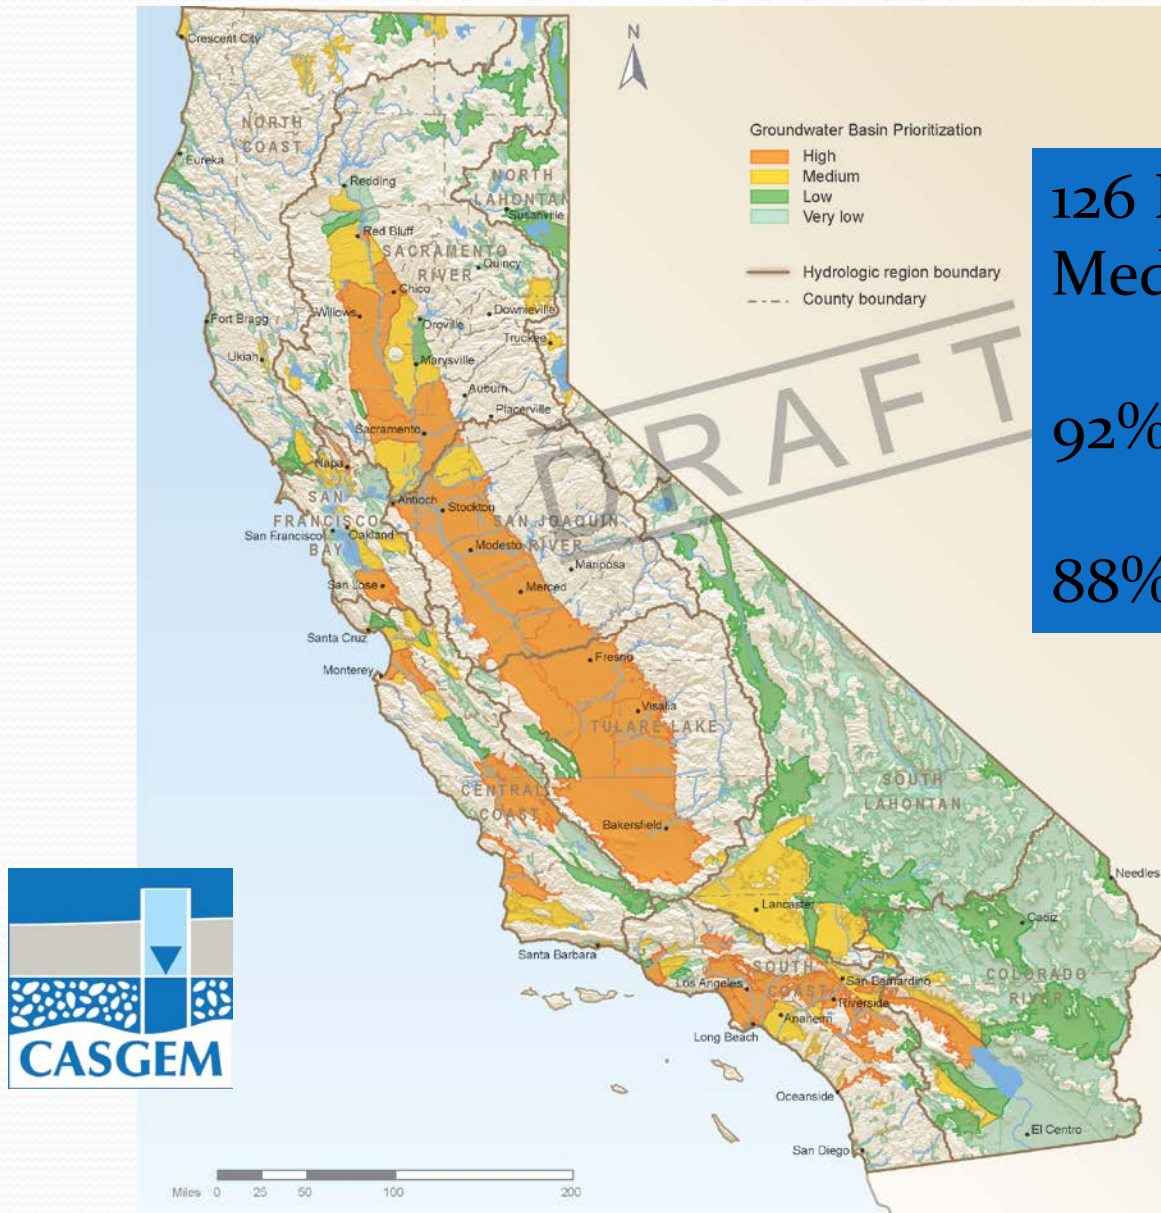 N
Groundwater Basin Prioritization
High
Medium
Low
Very low
Hydrologic region boundary
County boundary
DRAFT
126
92%
88%
Crescent City
NORTH
COAST
Eureka
Redding
NORTH
LAHONTAN
Susanville
Red Bluff
SACRAMENTO
RIVER
Quincy
Chico
Willows
Oroville
Downieville
Fort Bragg
Truckee
Ukiah
Marysville
Auburn
Placerville
Sacramento
Napa
SAN
FRANCISCO
BAY
Antioch
Stockton
SAN JOAQUIN
RIVER
San Francisco
Oakland
Modesto
Mariposa
San Jose
Merced
Santa Cruz
Fresno
Monterey
Visalia
TULARE LAKE
CENTRAL
COAST
SOUTH
LAHONTAN
Bakersfield
Needles
Lancaster
Cadiz
Santa Barbara
SOUTH
COAST
COLORADO
RIVER
Los Angeles
San Bernardino
Riverside
Anaheim
Long Beach
Oceanside
El Centro
San Diego
CASGEM
Miles 0 25 50 100 200